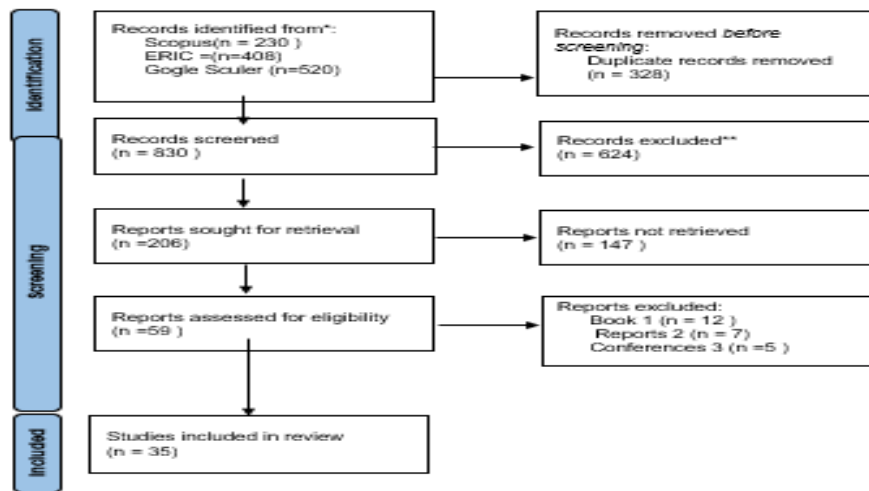 Identification
Records identified from*:
Scopus(n = 230 )
ERIC =(n=408)
Gogle Sculer (n=520)
Records removed before
screening:
Duplicate records removed
(n = 328)
Screening
Records screened
(n = 830 )
Records excluded**
(n = 624)
Reports sought for retrieval
(n =206)
Reports not retrieved
(n = 147 )
Reports assessed for eligibility
(n =59 )
Reports excluded:
Book 1 (n = 12 )
Reports 2 (n = 7)
Conferences 3 (n =5 )
Included
Studies included in review
(n = 35)